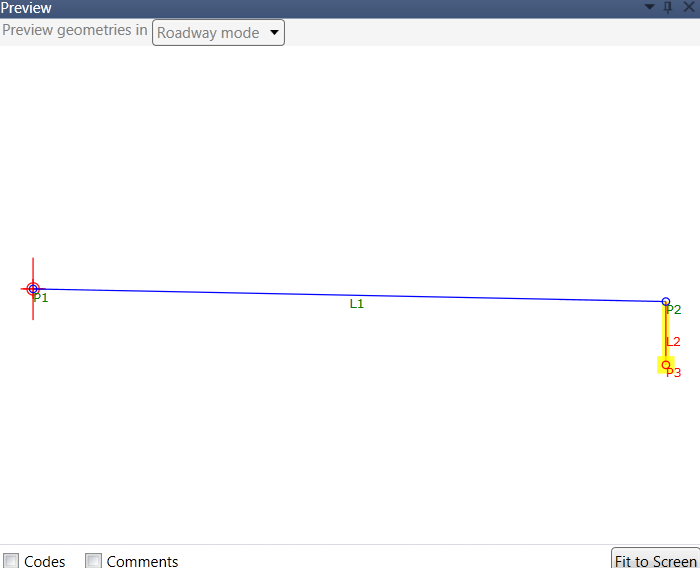 Preview
Preview geometries in Roadway mode
P1
L1
P2
L2
P3
Codes Comments Fit to Screen